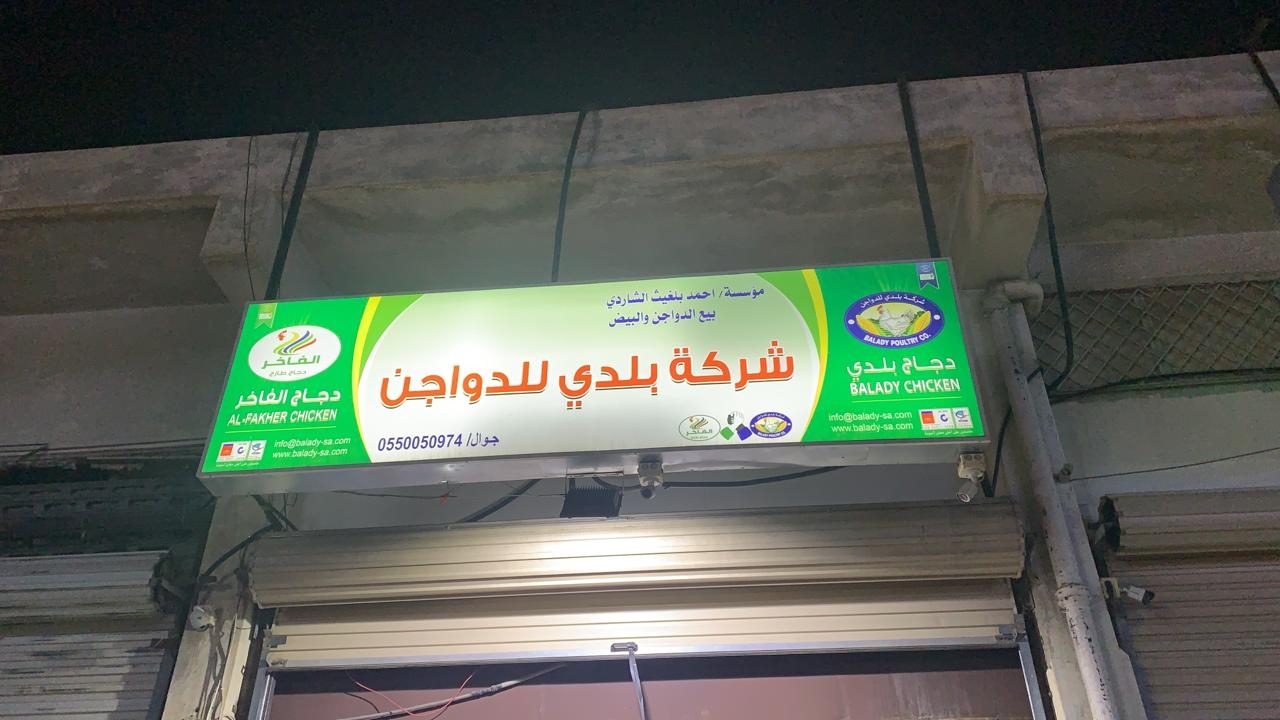 مؤسسة/ احمد بلغيث الشاردي
بيع الدواجن والبيض
شركة بلدي للدواجن
جوال/ 0550050974
شركة بلدي للدواجن
BALADY POULTRY CO.
دجاج بلدي
BALADY CHICKEN
info@balady-sa.com
www.balady-sa.com
الفاخر
دجاج طازج
دجاج الفاخر
AL-FAKHER CHICKEN
info@balady-sa.com
www.balady-sa.com
الفاخر